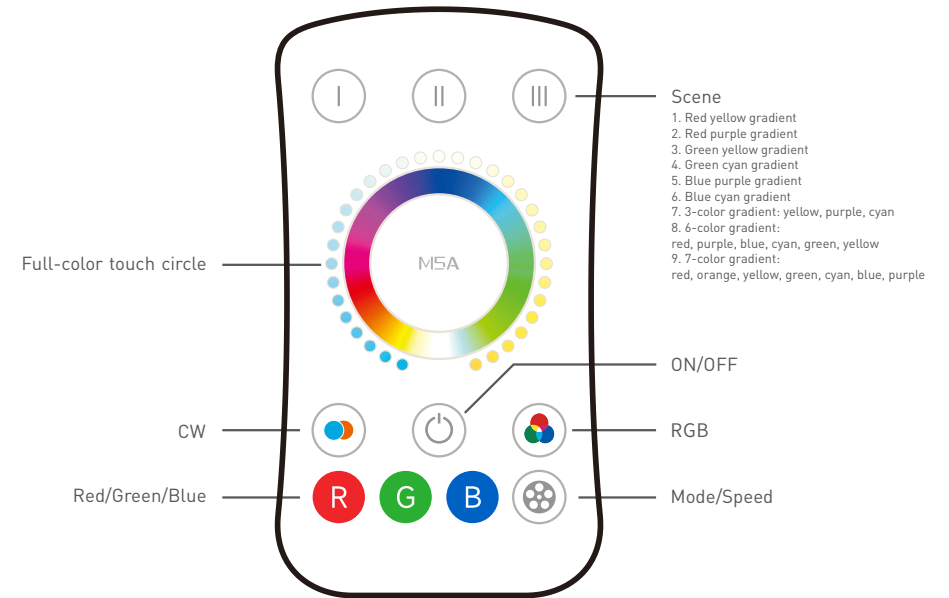 I II III
Scene
1. Red yellow gradient
2. Red purple gradient
3. Green yellow gradient
4. Green cyan gradient
5. Blue purple gradient
6. Blue cyan gradient
7. 3-color gradient: yellow, purple, cyan
8. 6-color gradient:
red, purple, blue, cyan, green, yellow
9. 7-color gradient:
red, orange, yellow, green, cyan, blue, purple
Full-color touch circle
MSA
ON/OFF
CW
RGB
Red/Green/Blue
R G B
Mode/Speed